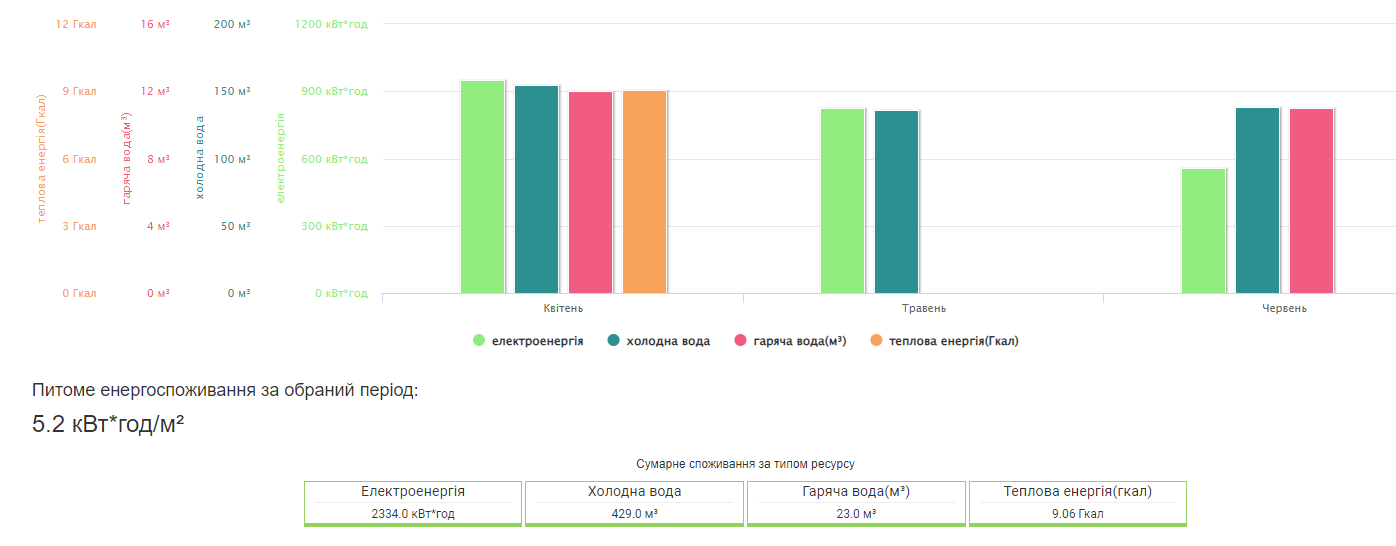 12 Гкал 16 м³ 200 м³ 1200 кВт*год
9 Гкал 12 м³ 150 м³ 900 кВт*год
6 Гкал 8 м³ 100 м³ 600 кВт*год
3 Гкал 4 м³ 50 м³ 300 кВт*год
0 Гкал 0 м³ 0 м³ 0 кВт*год
теплова енергія(Гкал)
гаряча вода(м³)
холодна вода
електроенергія
Квітень Травень Червень
електроенергія холодна вода гаряча вода(м³) теплова енергія(Гкал)
Питоме енергоспоживання за обраний період:
5.2 кВт*год/м²
Сумарне споживання за типом ресурсу
Електроенергія Холодна вода Гаряча вода(м³) Теплова енергія(гкал)
2334.0 кВт*год 429.0 м³ 23.0 м³ 9.06 Гкал